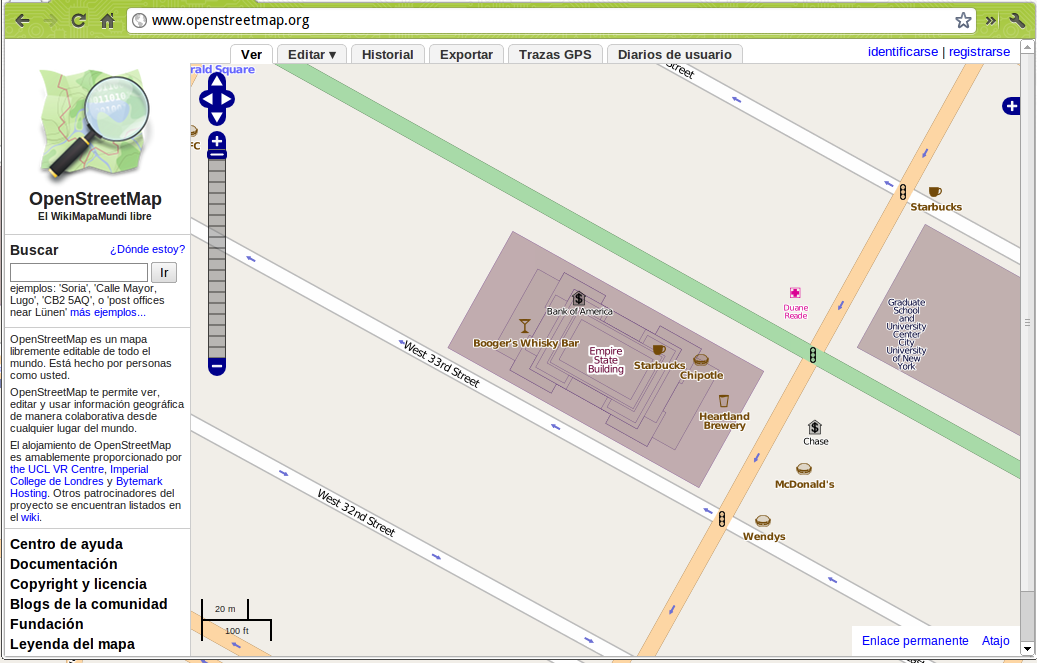 www.openstreetmap.org
Ver
Editar ▾
Historial
Exportar
Trazas GPS
Diarios de usuario
identificarse | registrarse
OpenStreetMap
El WikiMapaMundi libre
Buscar
¿Dónde estoy?
Ir
ejemplos: 'Soria', 'Calle Mayor,
Lugo', 'CB2 5AQ', o 'post offices
near Lünen' más ejemplos...
OpenStreetMap es un mapa
libremente editable de todo el
mundo. Está hecho por personas
como usted.
OpenStreetMap te permite ver,
editar y usar información geográfica
de manera colaborativa desde
cualquier lugar del mundo.
El alojamiento de OpenStreetMap
es amablemente proporcionado por
the UCL VR Centre, Imperial
College de Londres y Bytemark
Hosting. Otros patrocinadores del
proyecto se encuentran listados en
el wiki.
Centro de ayuda
Documentación
Copyright y licencia
Blogs de la comunidad
Fundación
Leyenda del mapa
rald Square
Street
FC
Starbucks
Duane
Reade
Graduate
School
and
University
Center
City
University
of New
York
Bank of America
Booger's Whisky Bar
Empire
State
Building
Starbucks
Chipotle
Heartland
Brewery
Chase
McDonald's
Wendys
West 33rd Street
West 32nd Street
20 m
100 ft
Enlace permanente
Atajo